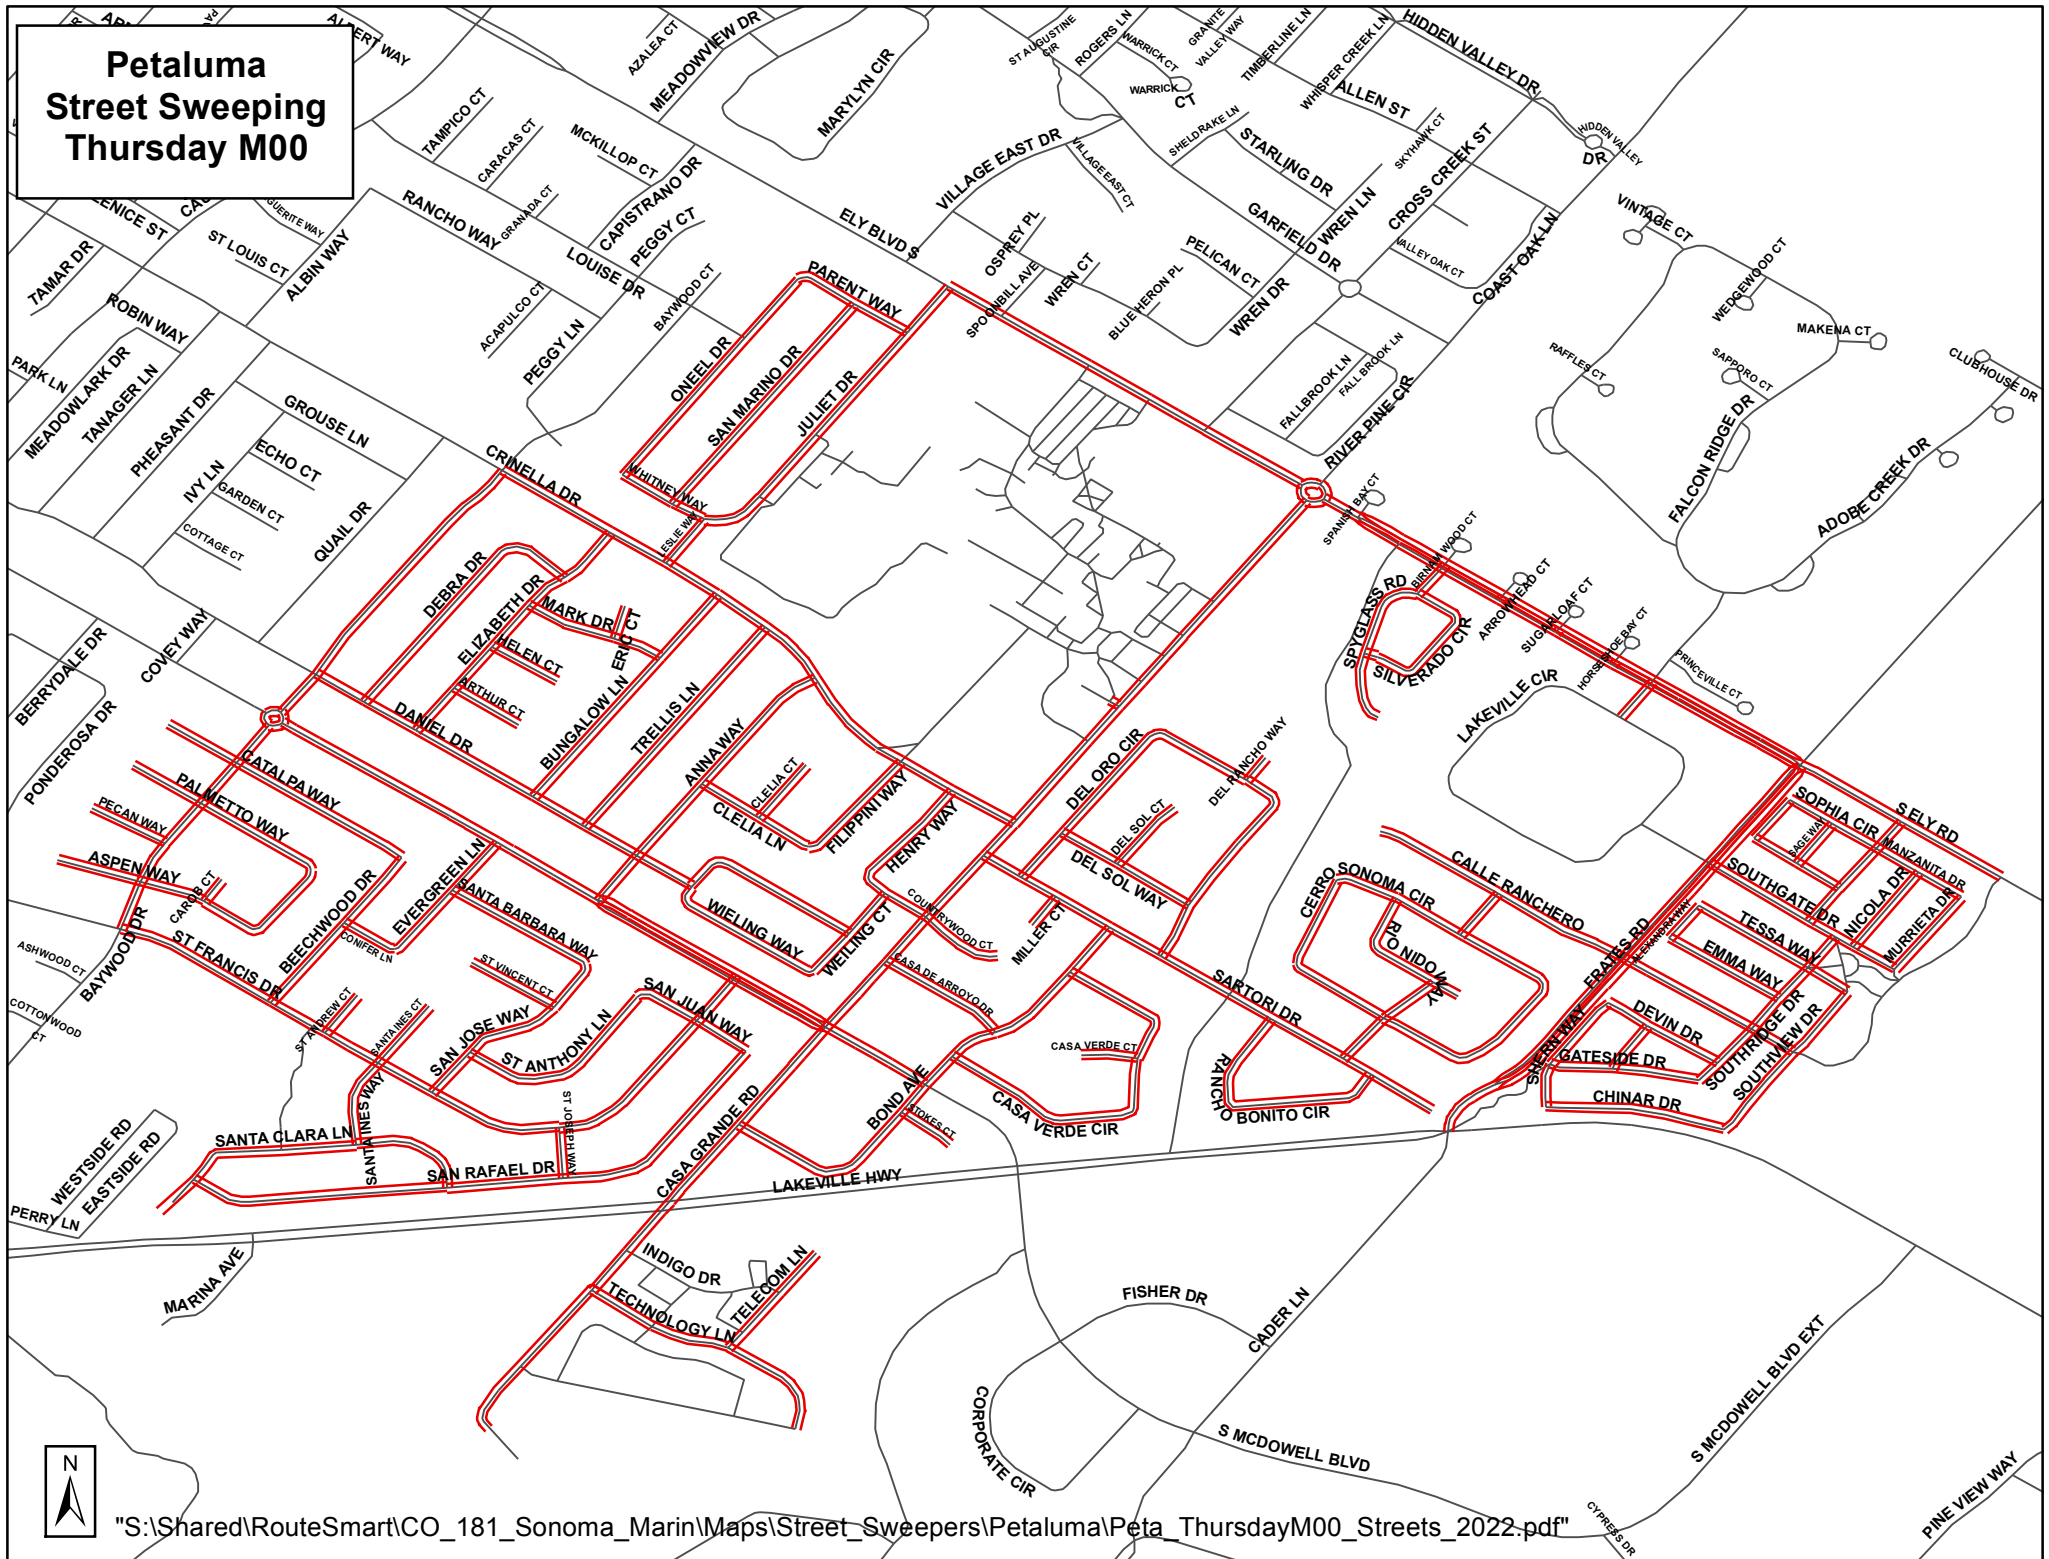 Petaluma
Street Sweeping
Thursday M00
ALBERT WAY
AZALEA CT
MEADOWVIEW DR
MARYLYN CIR
ST AUGUSTINE
CIR
ROGERS LN
WARRICK CT
WARRICK
CT
GRANITE
VALLEY WAY
TIMBERLINE LN
WHISPER CREEK LN
HIDDEN VALLEY DR
ALLEN ST
HIDDEN VALLEY
DR
TAMPICO CT
CARACAS CT
MCKILLOP CT
GRANADA CT
CAPISTRANO DR
RANCHO WAY
LOUISE DR
PEGGY CT
ELY BLVD S
VILLAGE EAST DR
VILLAGE EAST CT
SHELDRAKE LN
STARLING DR
SKYHAWK CT
CROSS CREEK ST
WREN LN
GARFIELD DR
VALLEY OAK CT
COAST OAK LN
VINTAGE CT
WEDGEWOOD CT
MAKENA CT
CLUBHOUSE DR
SAPPORO CT
RAFFLES CT
FALCON RIDGE DR
ADOBE CREEK DR
ST LOUIS CT
ALBIN WAY
TAMAR DR
ROBIN WAY
PARK LN
MEADOWLARK DR
TANAGER LN
PHEASANT DR
GROUSE LN
ECHO CT
IVY LN
GARDEN CT
COTTAGE CT
QUAIL DR
ACAPULCO CT
PEGGY LN
BAYWOOD CT
OSPREY PL
SPOONBILL AVE
WREN CT
BLUE HERON PL
PELICAN CT
WREN DR
FALLBROOK LN
FALL BROOK LN
RIVER PINE CIR
PARENT WAY
ONEEL DR
SAN MARINO DR
JULIET DR
WHITNEY WAY
LESLIE WAY
CRINELLA DR
DEBRA DR
ELIZABETH DR
MARK DR
ERIC CT
HELEN CT
ARTHUR CT
DANIEL DR
BUNGALOW LN
TRELLIS LN
ANNA WAY
CLELIA CT
CLELIA LN
FILIPPINI WAY
HENRY WAY
SPANISH BAY CT
BIRNAM WOOD CT
SPYGLASS RD
SILVERADO CIR
ARROWHEAD CT
SUGARLOAF CT
HORSESHOE BAY CT
PRINCEVILLE CT
LAKEVILLE CIR
BERRYDALE DR
COVEY WAY
PONDEROSA DR
CATALPA WAY
PALMETTO WAY
PECAN WAY
ASPEN WAY
CAROB CT
BEECHWOOD DR
EVERGREEN LN
CONIFER LN
ST FRANCIS DR
BAYWOOD DR
ASHWOOD CT
COTTONWOOD
CT
SANTA BARBARA WAY
ST VINCENT CT
SAN JOSE WAY
ST ANTHONY LN
SAN JUAN WAY
ST ANDREW CT
SANTA INES CT
SANTA INES WAY
ST JOSEPH WAY
SANTA CLARA LN
SAN RAFAEL DR
WESTSIDE RD
EASTSIDE RD
PERRY LN
MARINA AVE
WIELING WAY
WEILING CT
COUNTRYWOOD CT
CASA DE ARROYO DR
MILLER CT
DEL ORO CIR
DEL SOL CT
DEL SOL WAY
DEL RANCHO WAY
SARTORI DR
CASA VERDE CT
CASA VERDE CIR
BOND AVE
STOKES CT
CASA GRANDE RD
LAKEVILLE HWY
RANCHO BONITO CIR
CERRO SONOMA CIR
RIO NIDO WAY
CALLE RANCHERO
FRATES RD
ALEXANDRA WAY
SHERN WAY
SOPHIA CIR
SAGE WAY
S ELY RD
MANZANITA DR
SOUTHGATE DR
NICOLA DR
MURRIETA DR
TESSA WAY
EMMA WAY
DEVIN DR
GATESIDE DR
SOUTHRIDGE DR
SOUTHVIEW DR
CHINAR DR
INDIGO DR
TECHNOLOGY LN
TELECOM LN
FISHER DR
CADER LN
CORPORATE CIR
S MCDOWELL BLVD
S MCDOWELL BLVD EXT
CYPRESS DR
PINE VIEW WAY
N
"S:\Shared\RouteSmart\CO_181_Sonoma_Marin\Maps\Street_Sweepers\Petaluma\Peta_ThursdayM00_Streets_2022.pdf"